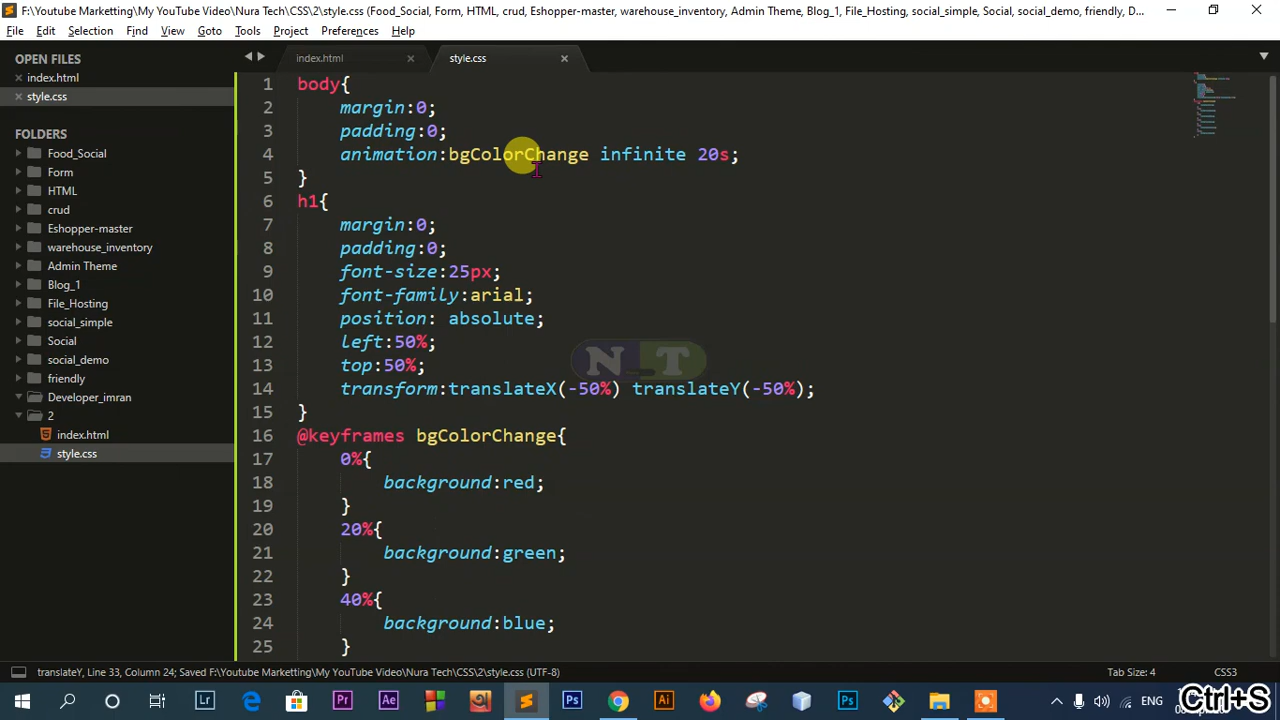 F:\Youtube Marketting\My YouTube Video\Nura Tech\CSS\2\style.css (Food_Social, Form, HTML, crud, Eshopper-master, warehouse_inventory, Admin Theme, Blog_1, File_Hosting, social_simple, Social, social_demo, friendly, D...
File Edit Selection Find View Goto Tools Project Preferences Help
OPEN FILES
index.html
style.css
FOLDERS
Food_Social
Form
HTML
crud
Eshopper-master
warehouse_inventory
Admin Theme
Blog_1
File_Hosting
social_simple
Social
social_demo
friendly
Developer_imran
2
index.html
style.css
index.html
style.css
1 body{
2 margin:0;
3 padding:0;
4 animation:bgColorChange infinite 20s;
5 }
6 h1{
7 margin:0;
8 padding:0;
9 font-size:25px;
10 font-family:arial;
11 position: absolute;
12 left:50%;
13 top:50%;
14 transform:translateX(-50%) translateY(-50%);
15 }
16 @keyframes bgColorChange{
17 0%{
18 background:red;
19 }
20 20%{
21 background:green;
22 }
23 40%{
24 background:blue;
25 }
N T
translateY, Line 33, Column 24; Saved F:\Youtube Marketting\My YouTube Video\Nura Tech\CSS\2\style.css (UTF-8)
Tab Size: 4
CSS3
Lr
Pr
Ae
Ps
Ai
Ps
ENG
Ctrl+S